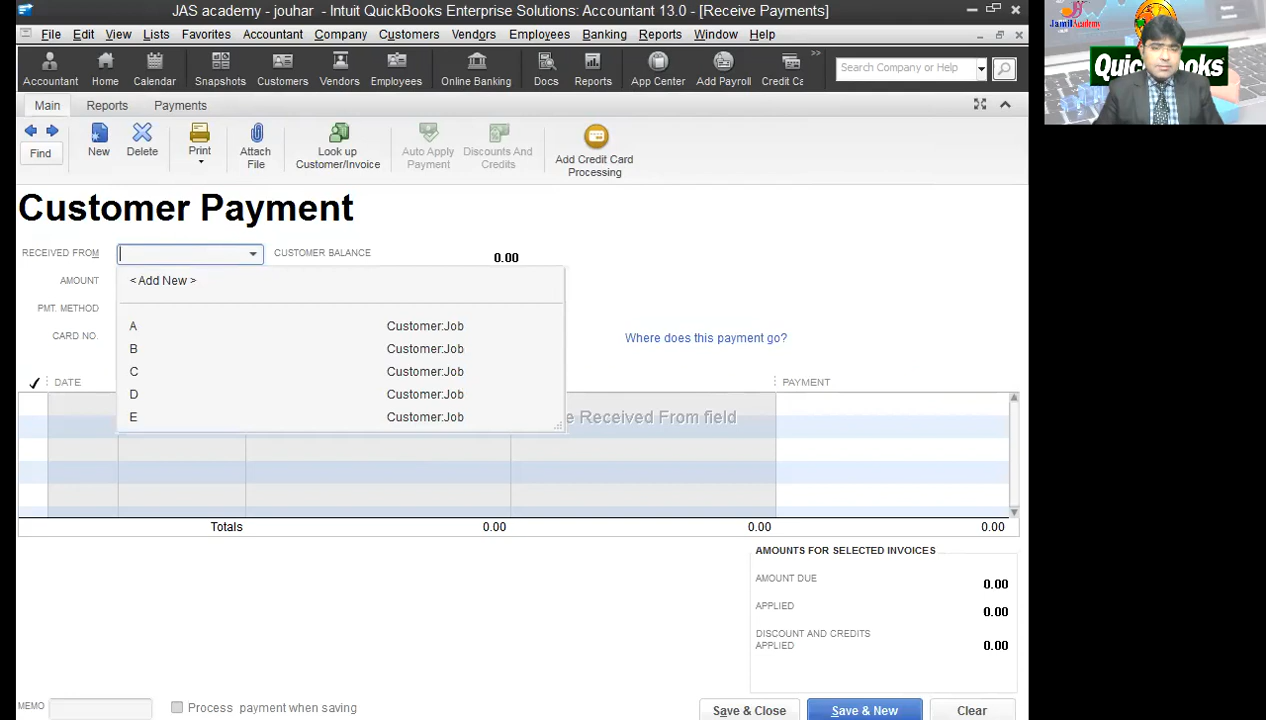 JAS academy - jouhar - Intuit QuickBooks Enterprise Solutions: Accountant 13.0 - [Receive Payments]
File Edit View Lists Favorites Accountant Company Customers Vendors Employees Banking Reports Window Help
Accountant Home Calendar Snapshots Customers Vendors Employees Online Banking Docs Reports App Center Add Payroll Credit Ca
Search Company or Help
Main Reports Payments
Find New Delete Print Attach File Look up Customer/Invoice Auto Apply Payment Discounts And Credits Add Credit Card Processing
Customer Payment
RECEIVED FROM CUSTOMER BALANCE 0.00
AMOUNT < Add New >
PMT. METHOD
A Customer:Job
CARD NO. Where does this payment go?
B Customer:Job
C Customer:Job
DATE PAYMENT
D Customer:Job
E Customer:Job e Received From field
Totals 0.00 0.00 0.00
AMOUNTS FOR SELECTED INVOICES
AMOUNT DUE 0.00
APPLIED 0.00
DISCOUNT AND CREDITS APPLIED 0.00
MEMO Process payment when saving Save & Close Save & New Clear
Jamil Academy